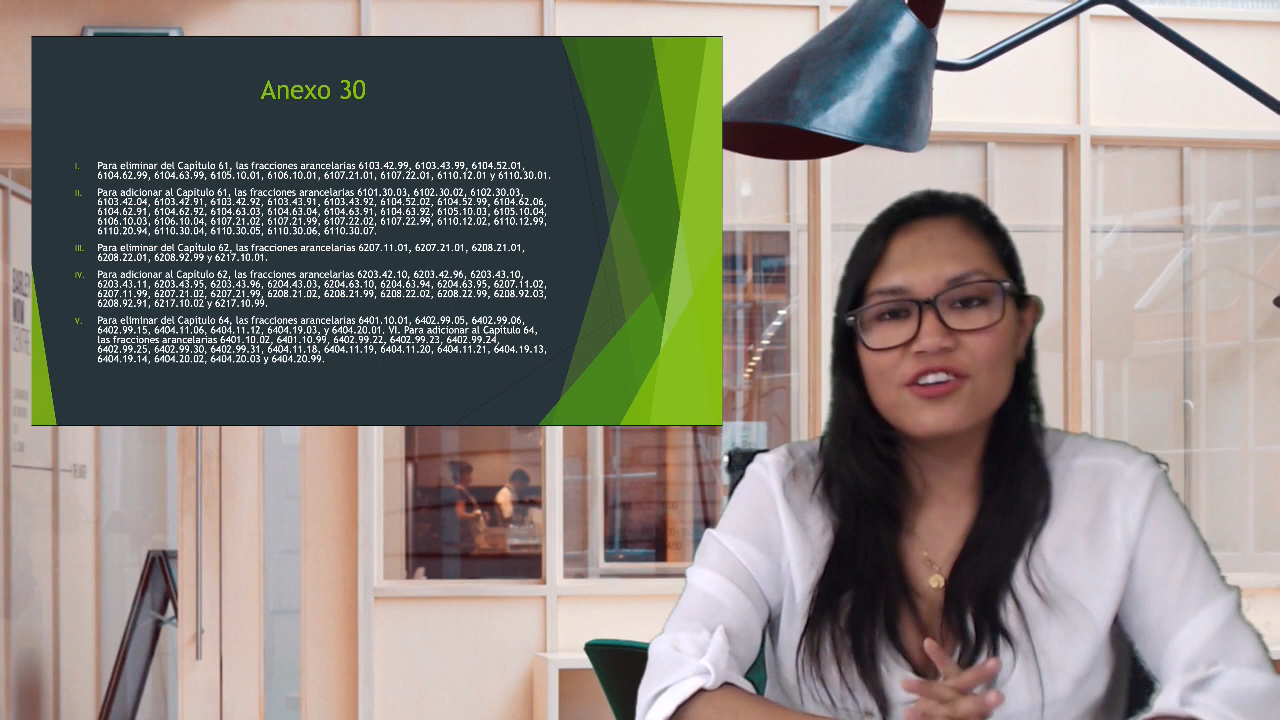 Anexo 30
I. Para eliminar del Capítulo 61, las fracciones arancelarias 6103.42.99, 6103.43.99, 6104.52.01,
6104.62.99, 6104.63.99, 6105.10.01, 6106.10.01, 6107.21.01, 6107.22.01, 6110.12.01 y 6110.30.01.
II. Para adicionar al Capítulo 61, las fracciones arancelarias 6101.30.03, 6102.30.02, 6102.30.03,
6103.42.04, 6103.42.91, 6103.42.92, 6103.43.91, 6103.43.92, 6104.52.02, 6104.52.99, 6104.62.06,
6104.62.91, 6104.62.92, 6104.63.03, 6104.63.04, 6104.63.91, 6104.63.92, 6105.10.03, 6105.10.04,
6106.10.03, 6106.10.04, 6107.21.02, 6107.21.99, 6107.22.02, 6107.22.99, 6110.12.02, 6110.12.99,
6110.20.94, 6110.30.04, 6110.30.05, 6110.30.06, 6110.30.07.
III. Para eliminar del Capítulo 62, las fracciones arancelarias 6207.11.01, 6207.21.01, 6208.21.01,
6208.22.01, 6208.92.99 y 6217.10.01.
IV. Para adicionar al Capítulo 62, las fracciones arancelarias 6203.42.10, 6203.42.96, 6203.43.10,
6203.43.11, 6203.43.95, 6203.43.96, 6204.43.03, 6204.63.10, 6204.63.94, 6204.63.95, 6207.11.02,
6207.11.99, 6207.21.02, 6207.21.99, 6208.21.02, 6208.21.99, 6208.22.02, 6208.22.99, 6208.92.03,
6208.92.91, 6217.10.02 y 6217.10.99.
V. Para eliminar del Capítulo 64, las fracciones arancelarias 6401.10.01, 6402.99.05, 6402.99.06,
6402.99.15, 6404.11.06, 6404.11.12, 6404.19.03, y 6404.20.01. VI. Para adicionar al Capítulo 64,
las fracciones arancelarias 6401.10.02, 6401.10.99, 6402.99.22, 6402.99.23, 6402.99.24,
6402.99.25, 6402.99.30, 6402.99.31, 6404.11.18, 6404.11.19, 6404.11.20, 6404.11.21, 6404.19.13,
6404.19.14, 6404.20.02, 6404.20.03 y 6404.20.99.